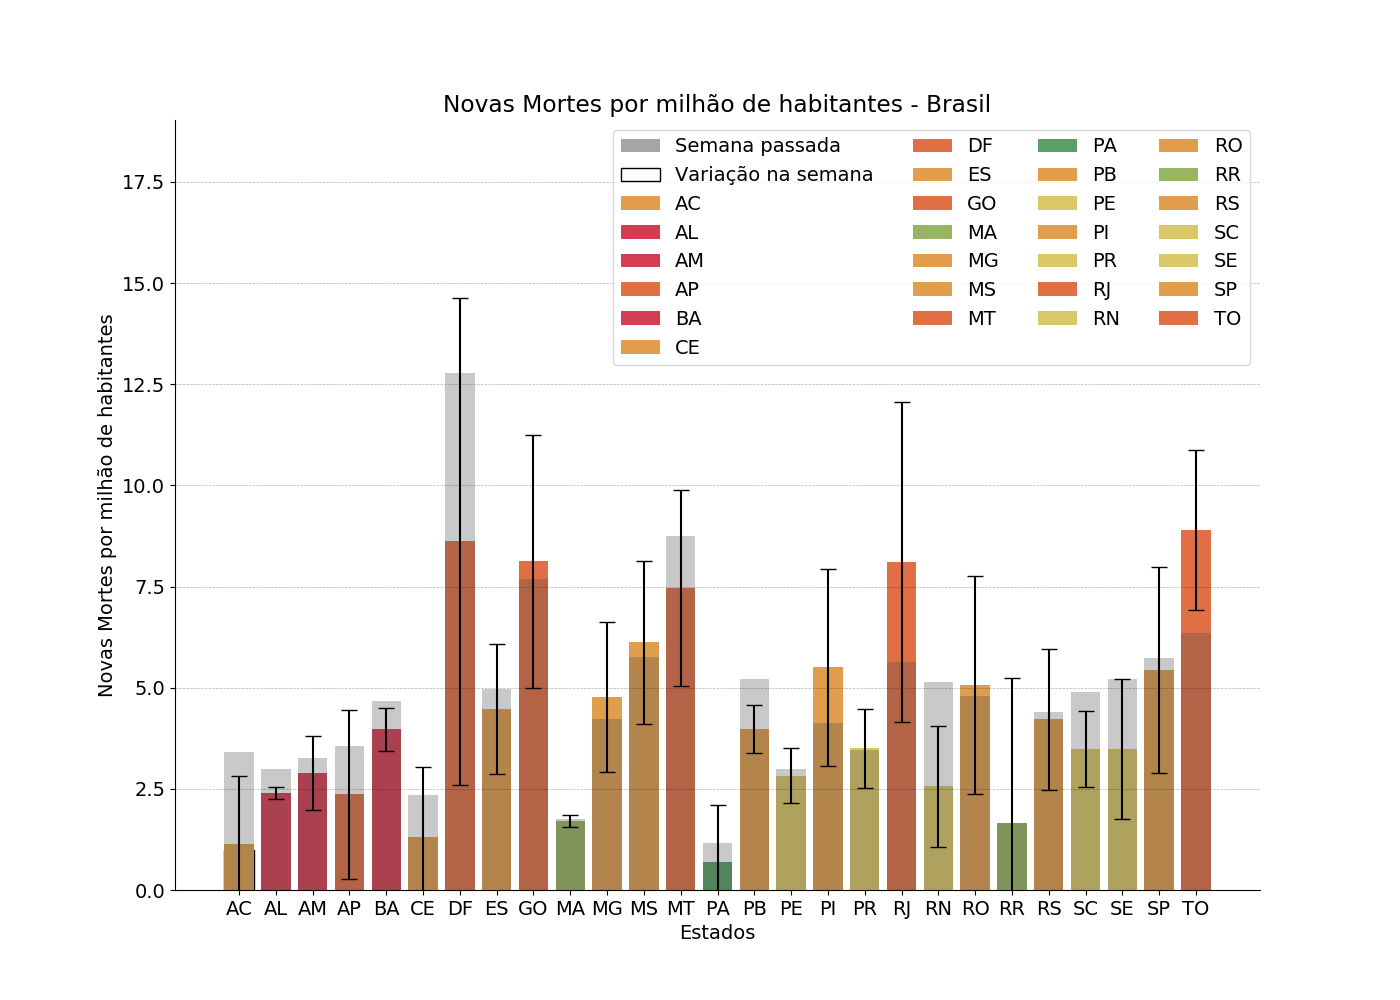 Novas Mortes por milhão de habitantes - Brasil
Novas Mortes por milhão de habitantes
17.5
15.0
12.5
10.0
7.5
5.0
2.5
0.0
Semana passada
Variação na semana
AC
AL
AM
AP
BA
CE
DF
ES
GO
MA
MG
MS
MT
PA
PB
PE
PI
PR
RJ
RN
RO
RR
RS
SC
SE
SP
TO
AC AL AM AP BA CE DF ES GO MA MG MS MT PA PB PE PI PR RJ RN RO RR RS SC SE SP TO
Estados